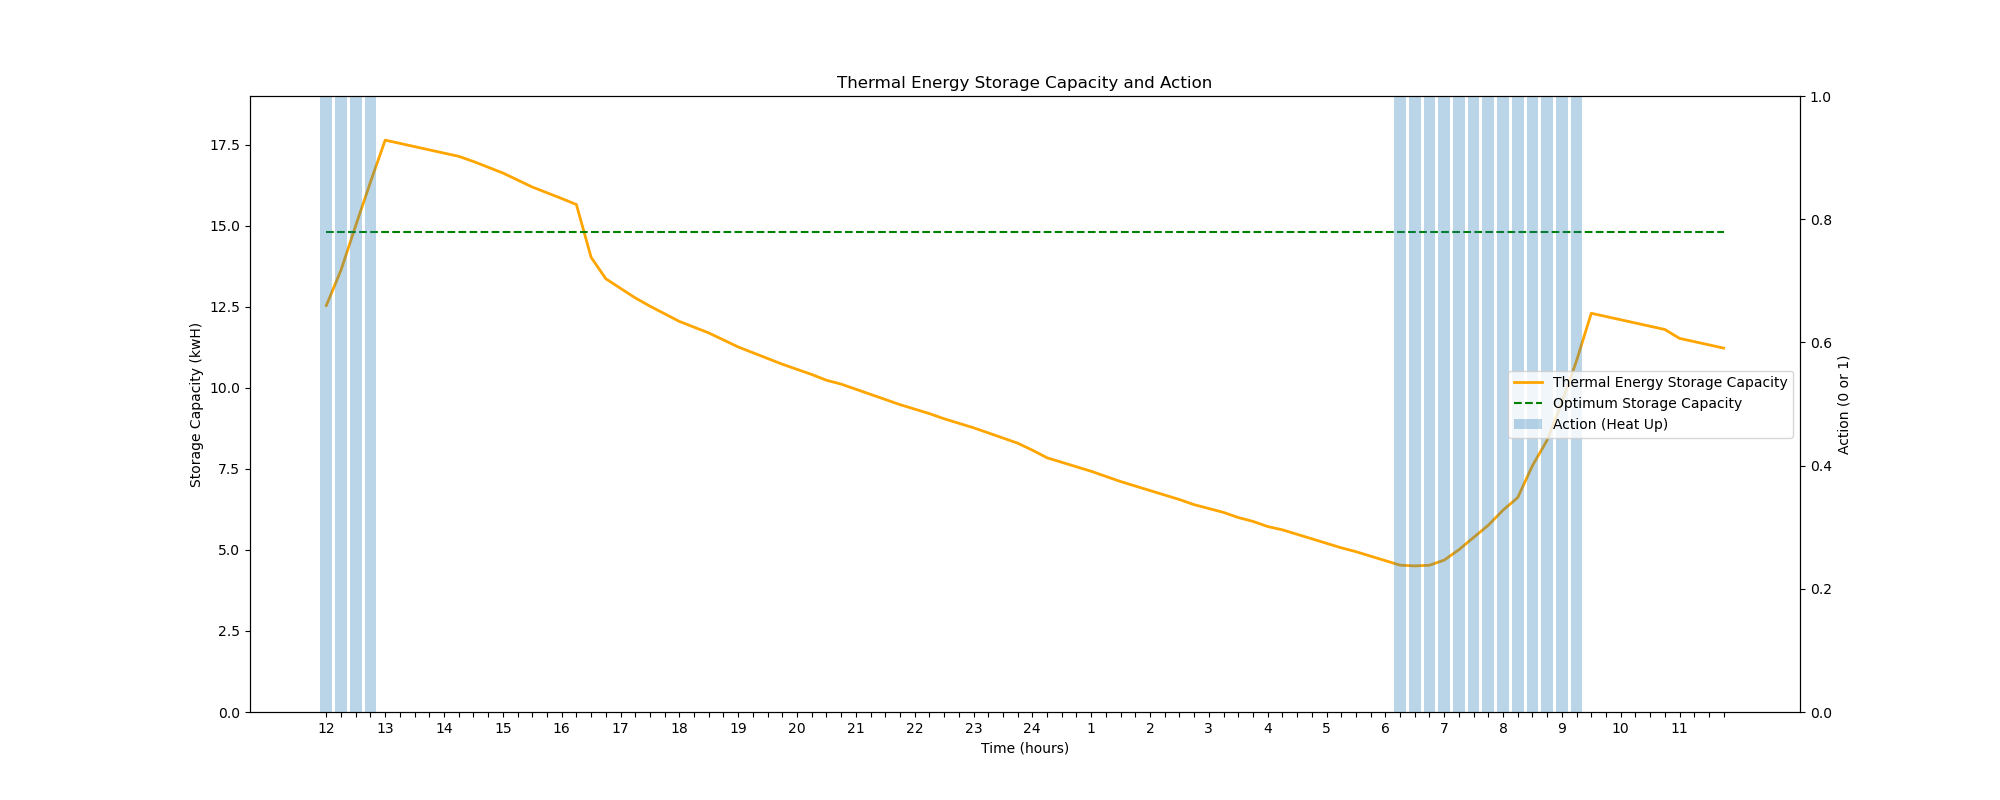 Thermal Energy Storage Capacity and Action
Storage Capacity (kwH)
17.5
15.0
12.5
10.0
7.5
5.0
2.5
0.0
1.0
0.8
0.6
0.4
0.2
0.0
Action (0 or 1)
Thermal Energy Storage Capacity
Optimum Storage Capacity
Action (Heat Up)
12 13 14 15 16 17 18 19 20 21 22 23 24 1 2 3 4 5 6 7 8 9 10 11
Time (hours)